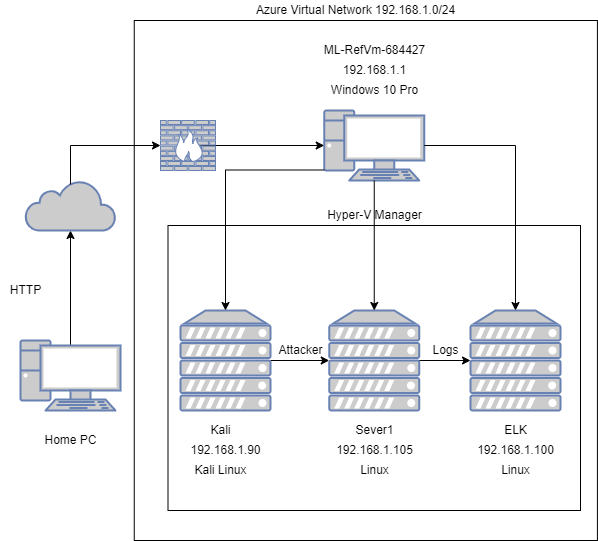 Azure Virtual Network 192.168.1.0/24
ML-RefVm-684427
192.168.1.1
Windows 10 Pro
Hyper-V Manager
HTTP
Home PC
Attacker
Logs
Kali
192.168.1.90
Kali Linux
Sever1
192.168.1.105
Linux
ELK
192.168.1.100
Linux